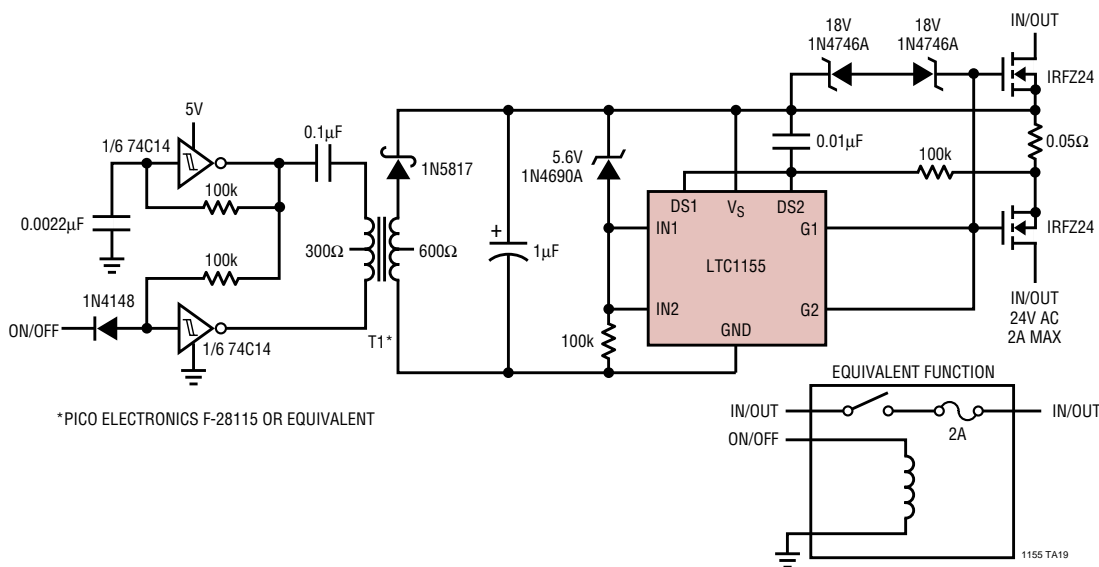 18V
1N4746A
18V
1N4746A
IN/OUT
IRFZ24
5V
1/6 74C14
0.1µF
1N5817
5.6V
1N4690A
0.01µF
0.05Ω
100k
100k
0.0022µF
DS1
VS
DS2
IN1
G1
IRFZ24
300Ω
600Ω
+
1µF
LTC1155
100k
1N4148
IN2
G2
IN/OUT
24V AC
2A MAX
ON/OFF
GND
T1*
100k
1/6 74C14
EQUIVALENT FUNCTION
*PICO ELECTRONICS F-28115 OR EQUIVALENT
IN/OUT
IN/OUT
2A
ON/OFF
1155 TA19